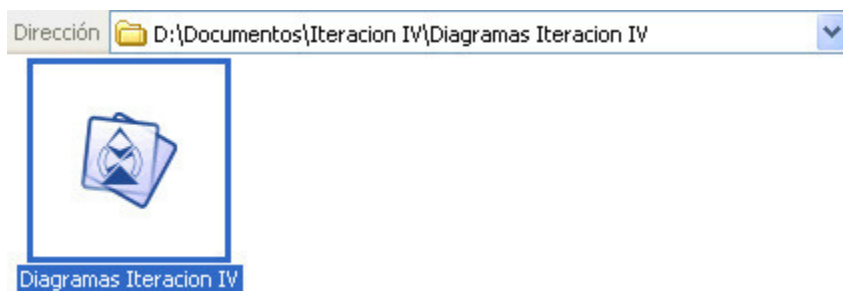 Dirección D:\Documentos\Iteracion IV\Diagramas Iteracion IV
Diagramas Iteracion IV